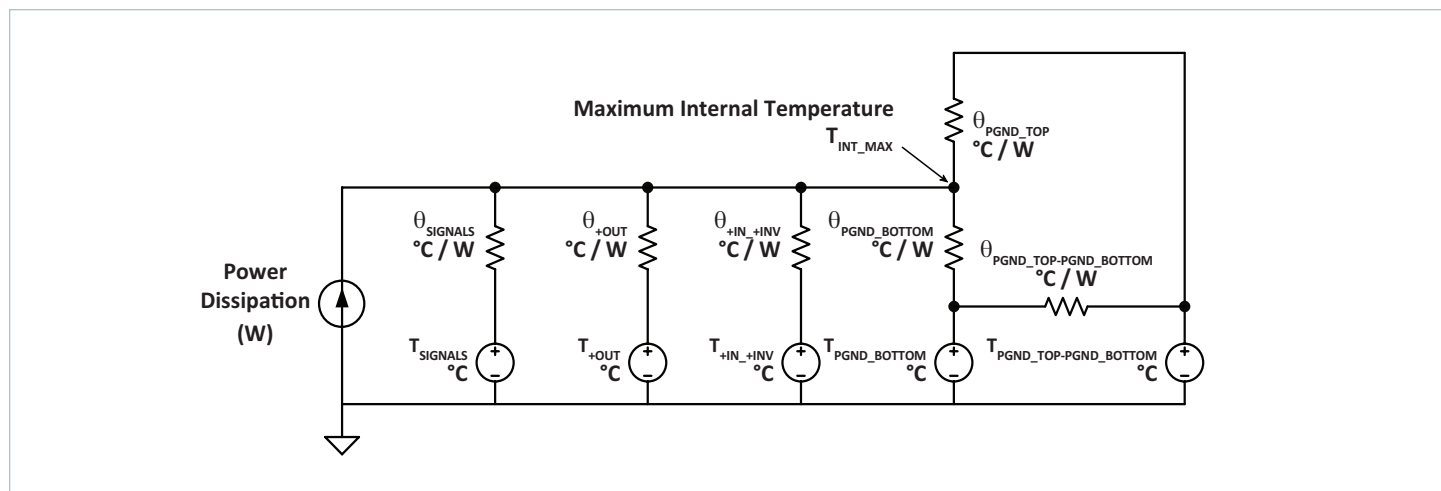 Maximum Internal Temperature
T_INT_MAX
θ_PGND_TOP
°C / W
θ_SIGNALS
°C / W
θ_+OUT
°C / W
θ_+IN_+INV
°C / W
θ_PGND_BOTTOM
°C / W
θ_PGND_TOP-PGND_BOTTOM
°C / W
Power
Dissipation
(W)
T_SIGNALS
°C
T_+OUT
°C
T_+IN_+INV
°C
T_PGND_BOTTOM
°C
T_PGND_TOP-PGND_BOTTOM
°C
+
−
+
−
+
−
+
−
+
−